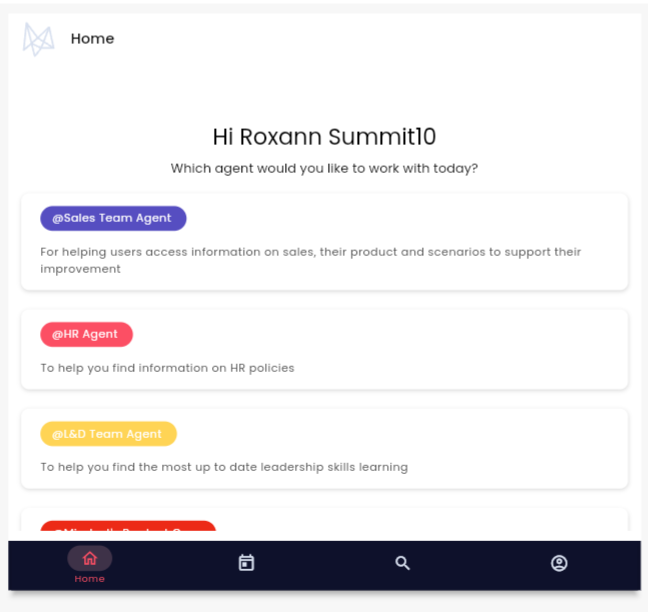 Home
Hi Roxann Summit10
Which agent would you like to work with today?
@Sales Team Agent
For helping users access information on sales, their product and scenarios to support their
improvement
@HR Agent
To help you find information on HR policies
@L&D Team Agent
To help you find the most up to date leadership skills learning
Home